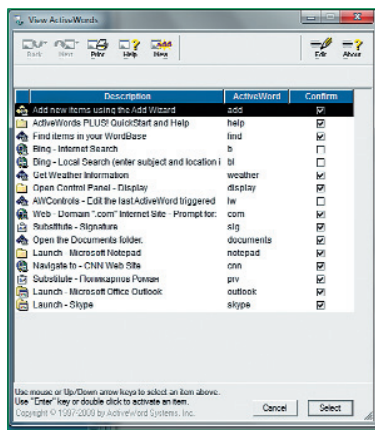 View ActiveWords
Back Next Print Help New Edit About
Description ActiveWord Confirm
Add new items using the Add Wizard add
ActiveWords PLUS! QuickStart and Help help
Find items in your WordBase find
Bing - Internet Search b
Bing - Local Search (enter subject and location i bl
Get Weather Information weather
Open Control Panel - Display display
AWControls - Edit the last ActiveWord triggered lw
Web - Domain ".com" Internet Site - Prompt for: com
Substitute - Signature sig
Open the Documents folder. documents
Launch - Microsoft Notepad notepad
Navigate to - CNN Web Site cnn
Substitute - Поликарпов Роман prv
Launch - Microsoft Office Outlook outlook
Launch - Skype skype
Use mouse or Up/Down arrow keys to select an item above.
Use "Enter" key or double click to activate an item.
Copyright © 1997-2009 by ActiveWord Systems, Inc.
Cancel Select